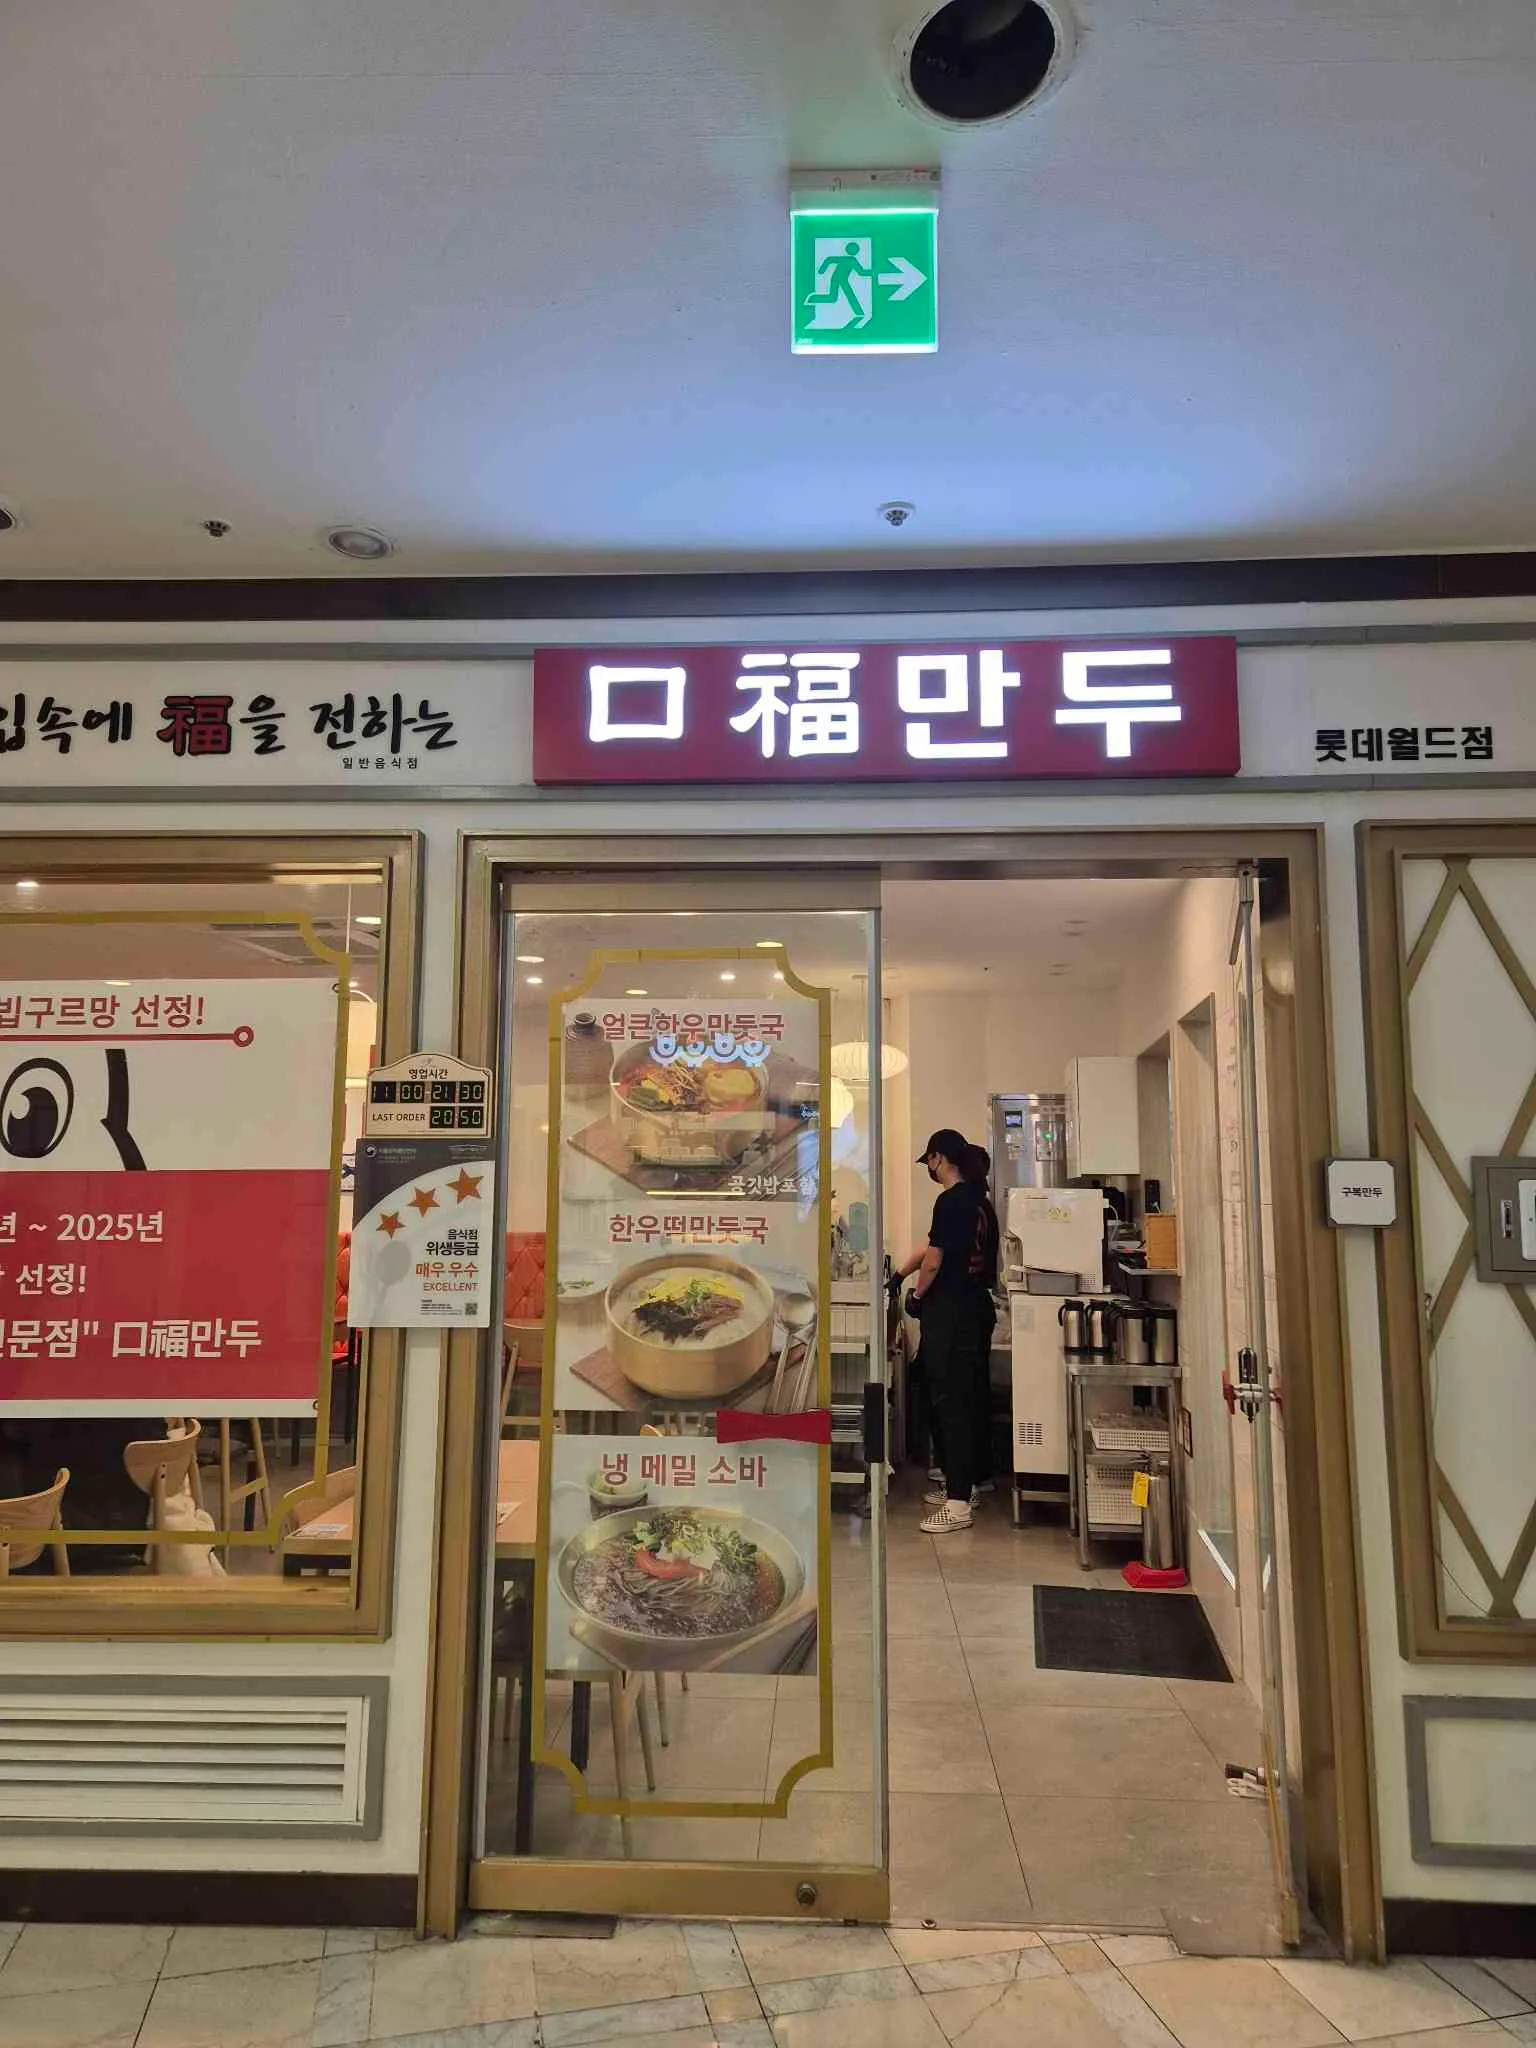 입속에 福을 전하는
일반음식점
口福만두
롯데월드점
빕구르망 선정!
년 ~ 2025년
선정!
전문점" 口福만두
영업시간
11:00-21:30
LAST ORDER 20:50
음식점
위생등급
매우 우수
EXCELLENT
얼큰한우만둣국
공깃밥포함
한우떡만둣국
냉 메밀 소바
구복만두